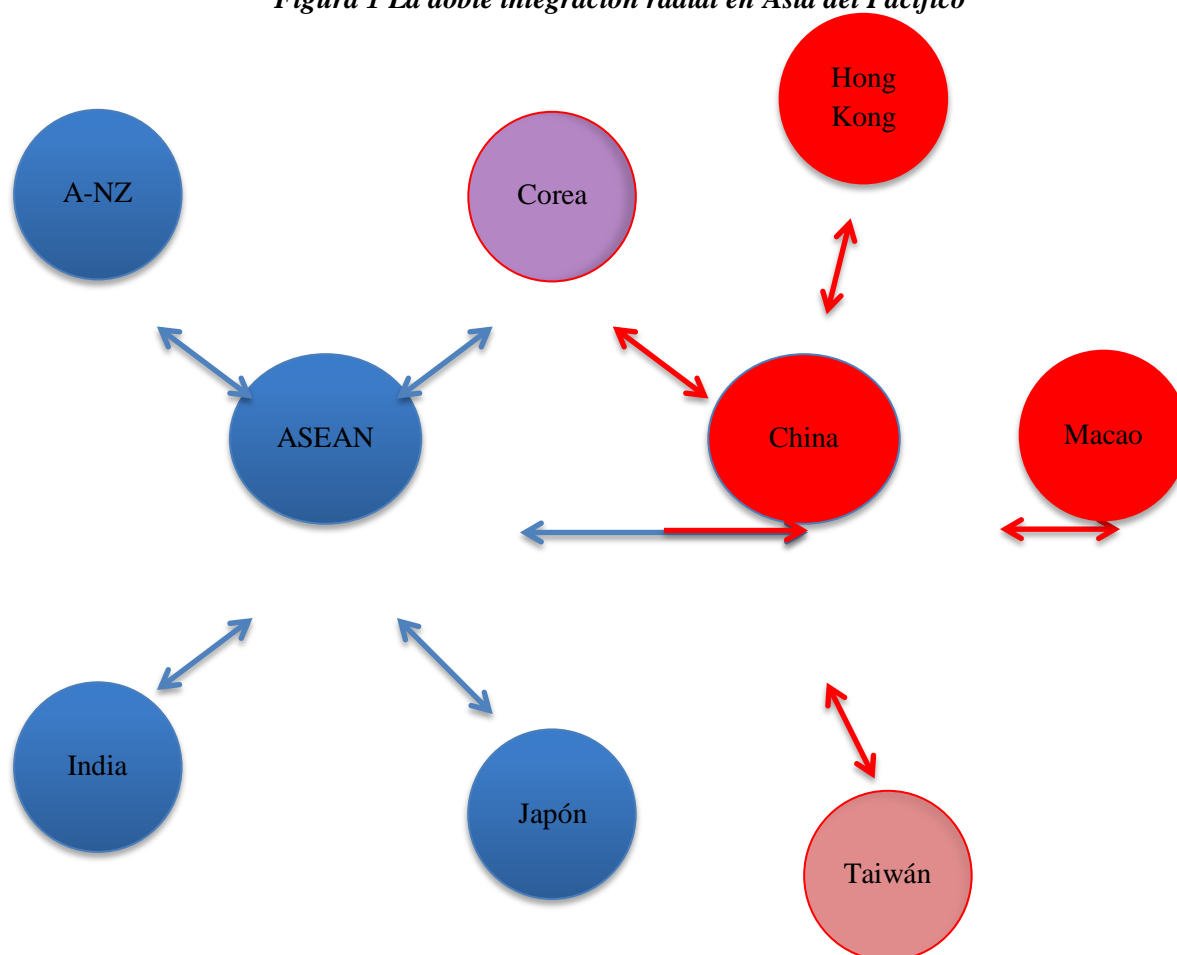 Figura 1 La doble integración radial en Asia del Pacífico
Hong
Kong
A-NZ
Corea
ASEAN
China
Macao
India
Japón
Taiwán